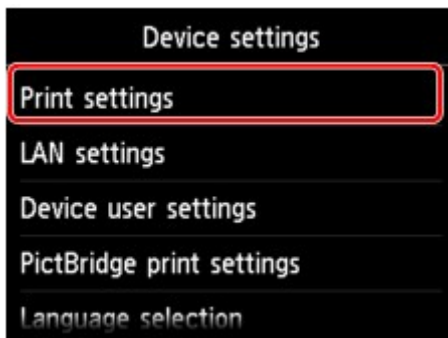 Device settings
Print settings
LAN settings
Device user settings
PictBridge print settings
Language selection